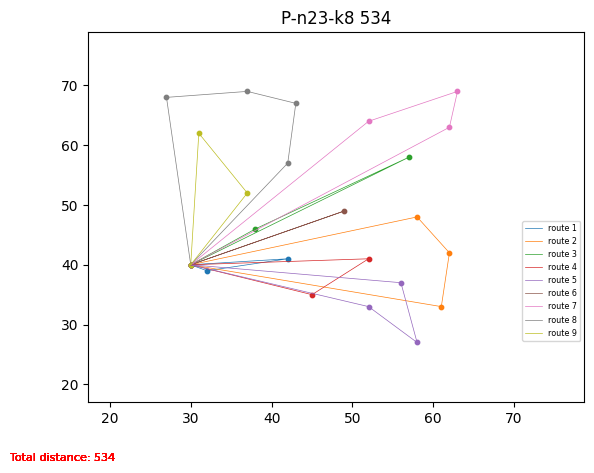 P-n23-k8 534
70
60
50
40
30
20
20 30 40 50 60 70
route 1
route 2
route 3
route 4
route 5
route 6
route 7
route 8
route 9
Total distance: 534